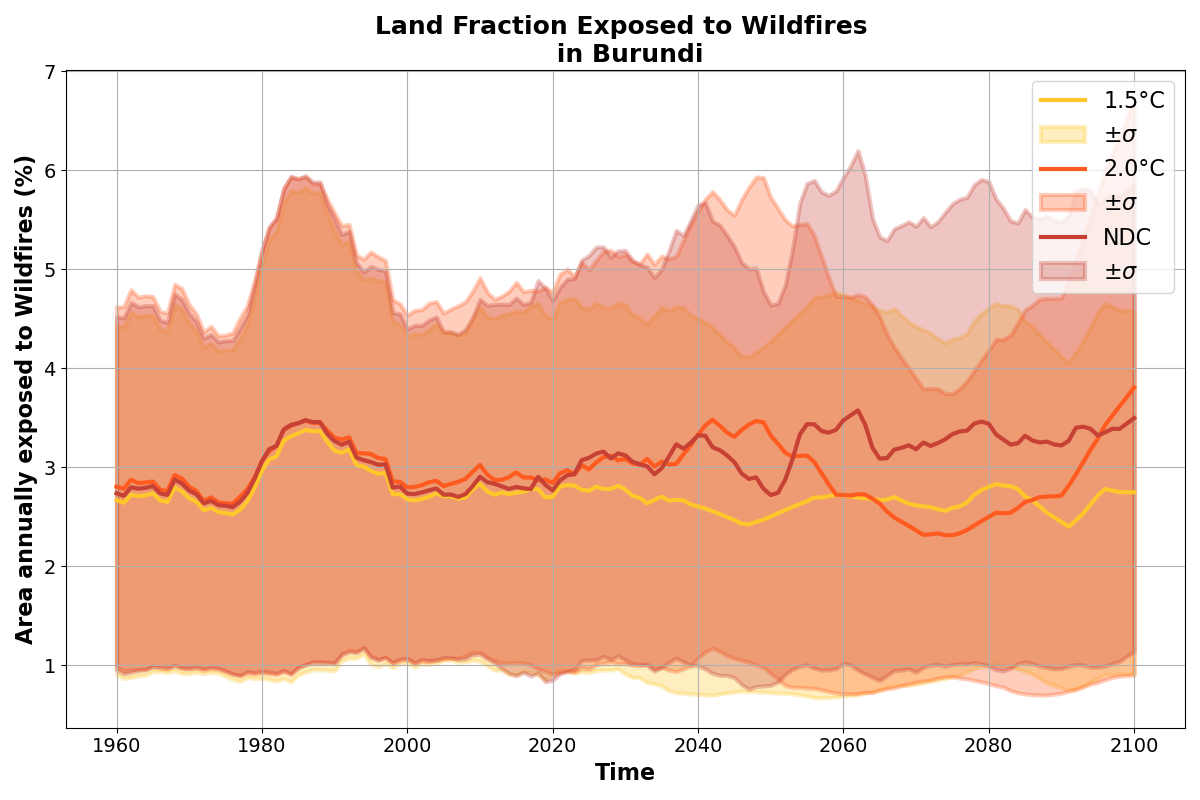 Land Fraction Exposed to Wildfires
in Burundi
Area annually exposed to Wildfires (%)
7
6
5
4
3
2
1
1.5°C
±σ
2.0°C
±σ
NDC
±σ
1960 1980 2000 2020 2040 2060 2080 2100
Time